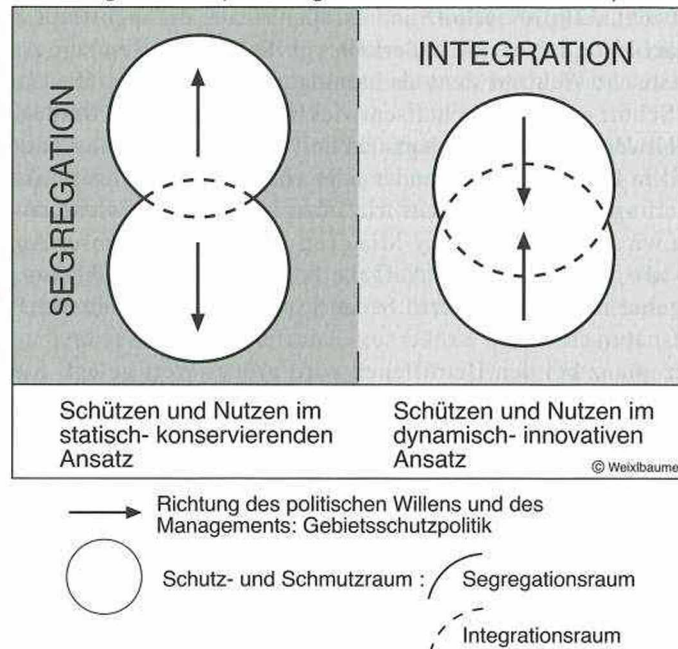 SEGREGATION
INTEGRATION
Schützen und Nutzen im
statisch- konservierenden
Ansatz
Schützen und Nutzen im
dynamisch- innovativen
Ansatz
© Weixlbaume
Richtung des politischen Willens und des
Managements: Gebietsschutzpolitik
Schutz- und Schmutzraum :
Segregationsraum
Integrationsraum